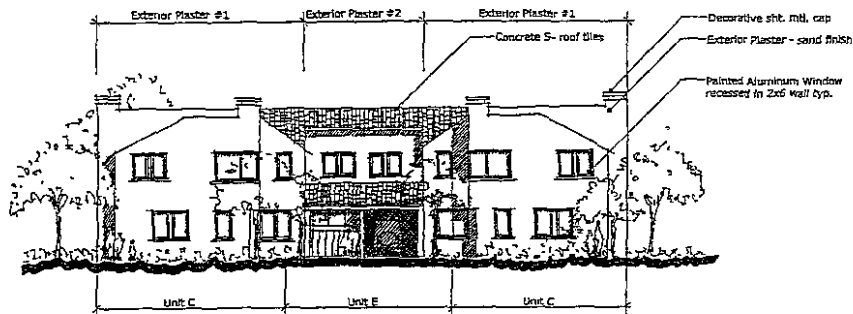 Exterior Plaster #1
Exterior Plaster #2
Exterior Plaster #1
Decorative sht. mtl. cap
Concrete S- roof tiles
Exterior Plaster - sand finish
Painted Aluminum Window
recessed in 2x6 wall typ.
Unit C
Unit E
Unit C